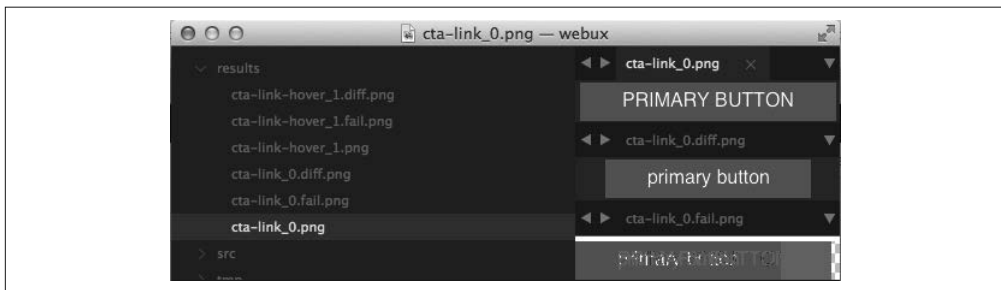 cta-link_0.png — webux
results
cta-link-hover_1.diff.png
cta-link-hover_1.fail.png
cta-link-hover_1.png
cta-link_0.diff.png
cta-link_0.fail.png
cta-link_0.png
src
tmp
cta-link_0.png
PRIMARY BUTTON
cta-link_0.diff.png
primary button
cta-link_0.fail.png